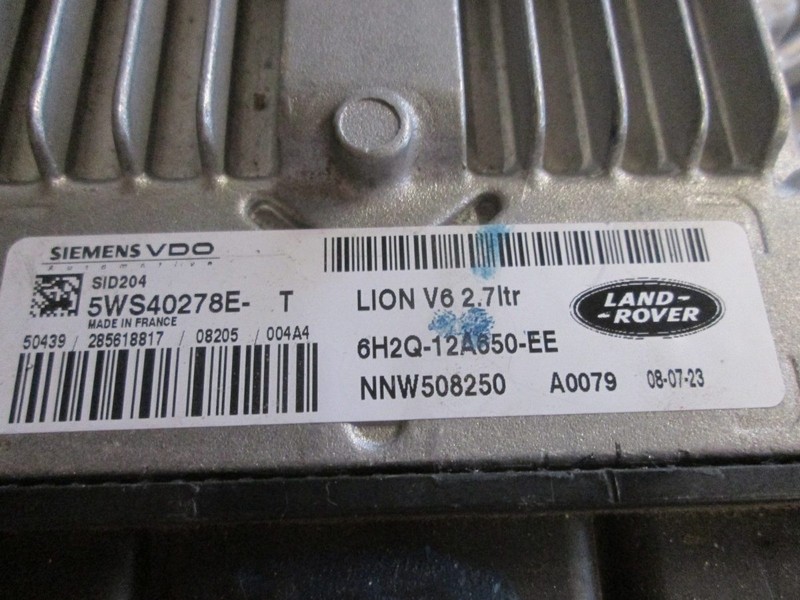 SIEMENS VDO
Automotive
SID204
5WS40278E- T
MADE IN FRANCE
50439 / 285618817 / 08205 / 004A4
LION V6 2.7ltr
6H2Q-12A650-EE
NNW508250 A0079 08-07-23
LAND-
-ROVER